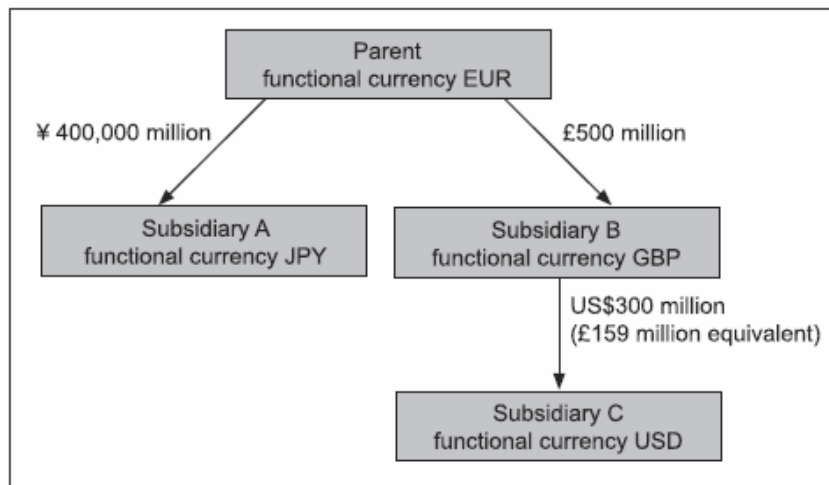 Parent
functional currency EUR
¥ 400,000 million
£500 million
Subsidiary A
functional currency JPY
Subsidiary B
functional currency GBP
US$300 million
(£159 million equivalent)
Subsidiary C
functional currency USD